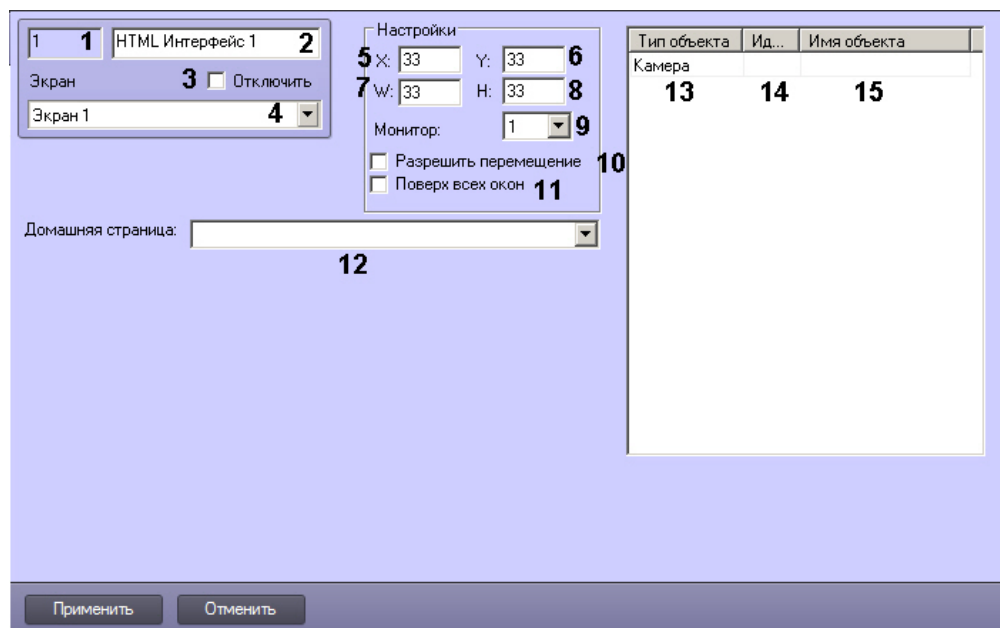 1 1 HTML Интерфейс 1 2
Экран 3 Отключить
Экран 1 4
Настройки
5 X: 33 Y: 33 6
7 W: 33 H: 33 8
Монитор: 1 9
Разрешить перемещение 10
Поверх всех окон 11
Домашняя страница:
12
Тип объекта Ид... Имя объекта
Камера
13 14 15
Применить Отменить